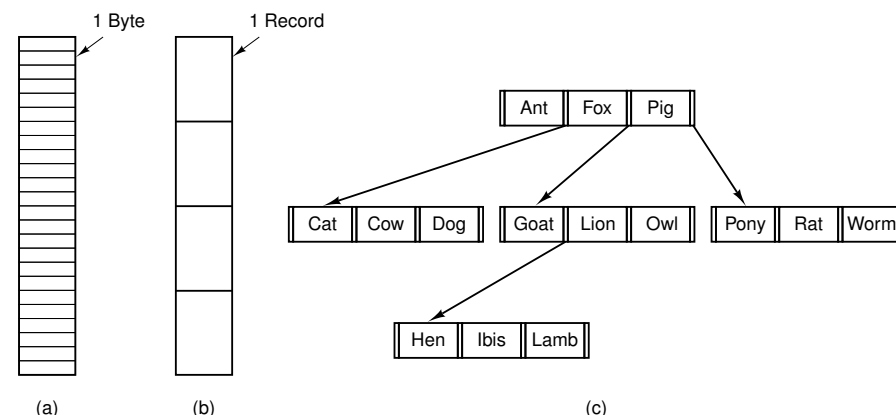 1 Byte
1 Record
Ant Fox Pig
Cat Cow Dog
Goat Lion Owl
Pony Rat Worm
Hen Ibis Lamb
(a)
(b)
(c)